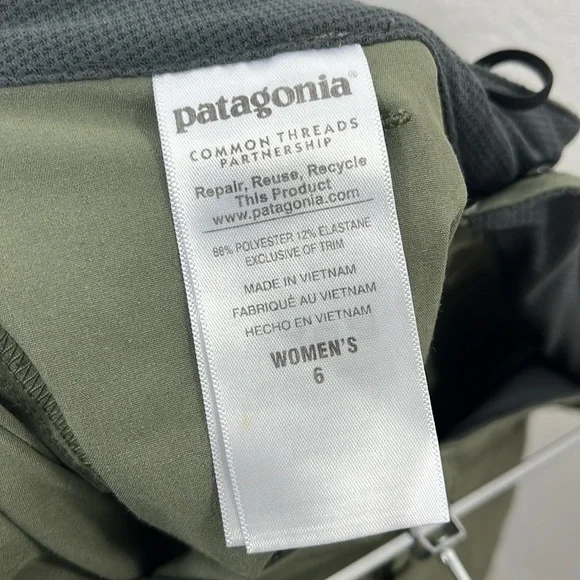 patagonia®
COMMON THREADS
PARTNERSHIP
Repair, Reuse, Recycle
This Product
www.patagonia.com
88% POLYESTER 12% ELASTANE
EXCLUSIVE OF TRIM
MADE IN VIETNAM
FABRIQUÉ AU VIETNAM
HECHO EN VIETNAM
WOMEN'S
6